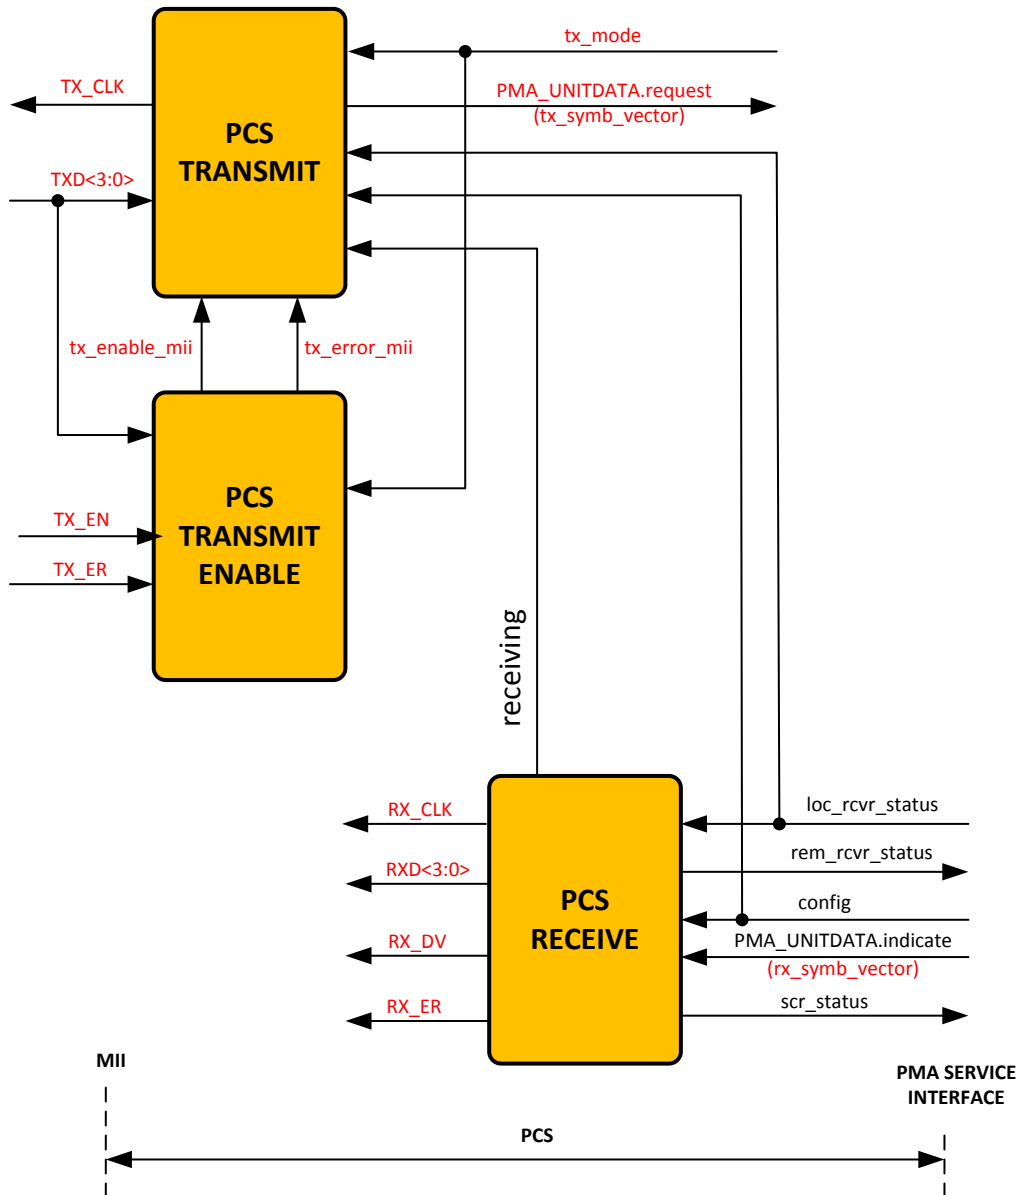 tx_mode
TX_CLK
PMA_UNITDATA.request
(tx_symb_vector)
PCS
TRANSMIT
TXD<3:0>
tx_enable_mii
tx_error_mii
PCS
TRANSMIT
ENABLE
TX_EN
TX_ER
receiving
RX_CLK
RXD<3:0>
RX_DV
RX_ER
PCS
RECEIVE
loc_rcvr_status
rem_rcvr_status
config
PMA_UNITDATA.indicate
(rx_symb_vector)
scr_status
MII
PMA SERVICE
INTERFACE
PCS